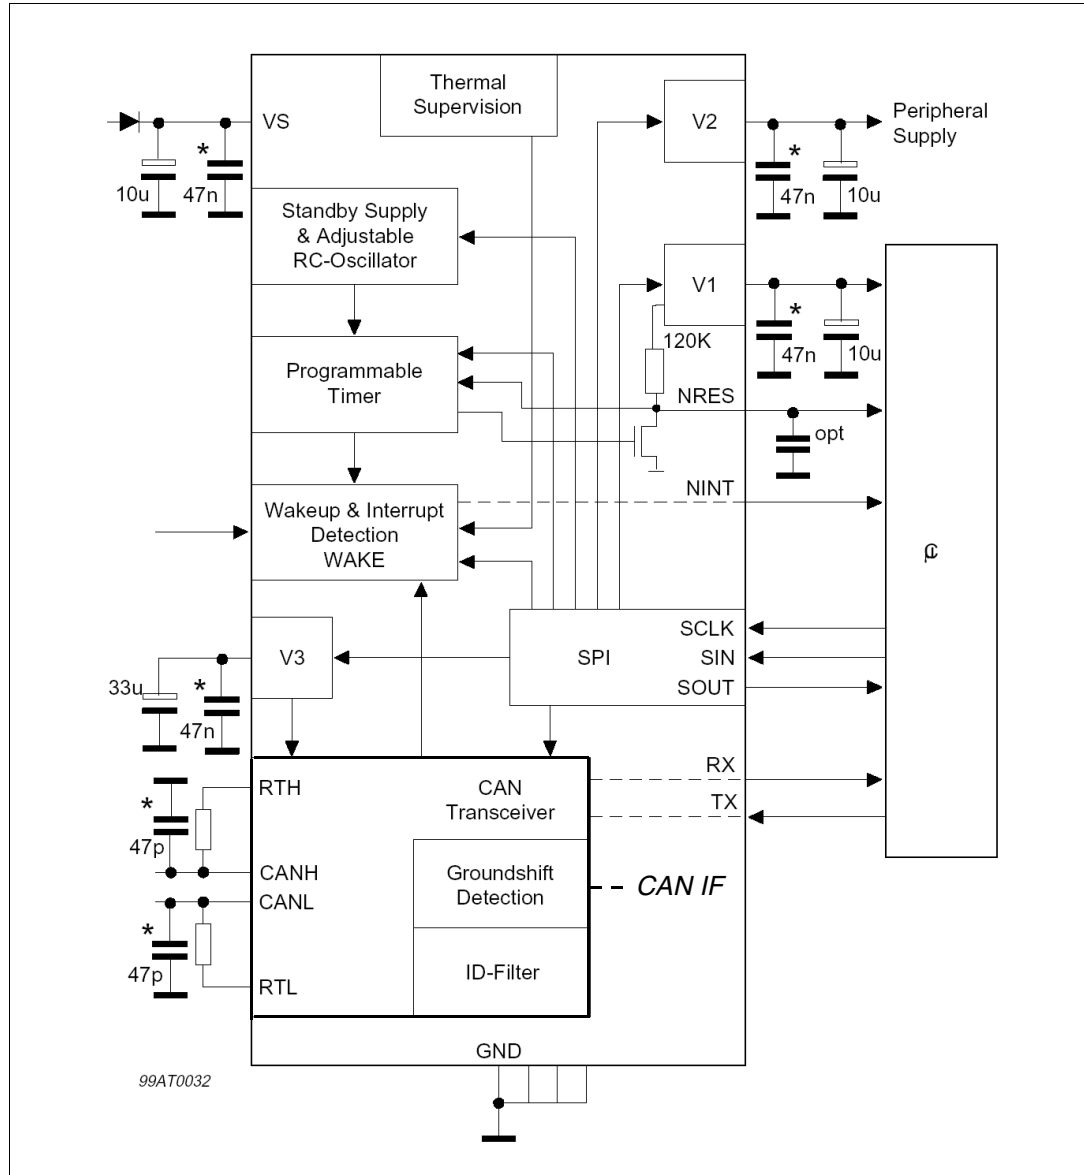 Thermal
Supervision
VS
*
10u
47n
V2
Peripheral
Supply
*
47n
10u
Standby Supply
& Adjustable
RC-Oscillator
V1
*
47n
10u
120K
Programmable
Timer
NRES
opt
NINT
Wakeup & Interrupt
Detection
WAKE
μC
SCLK
SPI
SIN
SOUT
V3
33u
*
47n
RX
TX
RTH
CAN
Transceiver
*
47p
CANH
CANL
Groundshift
Detection
CAN IF
*
47p
ID-Filter
RTL
GND
99AT0032